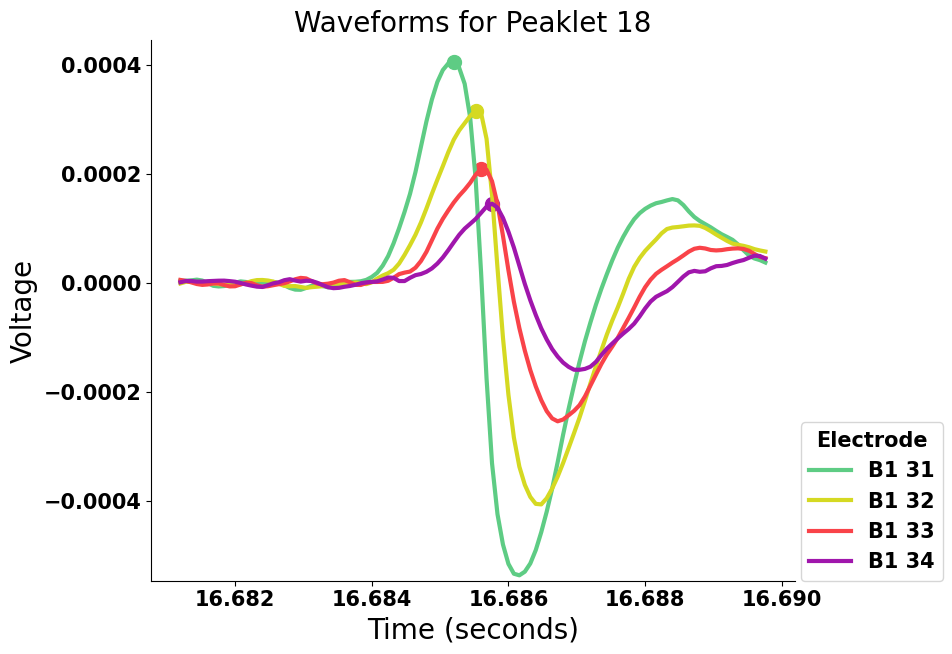 Waveforms for Peaklet 18
0.0004
0.0002
0.0000
−0.0002
−0.0004
Voltage
16.682 16.684 16.686 16.688 16.690
Time (seconds)
Electrode
B1 31
B1 32
B1 33
B1 34